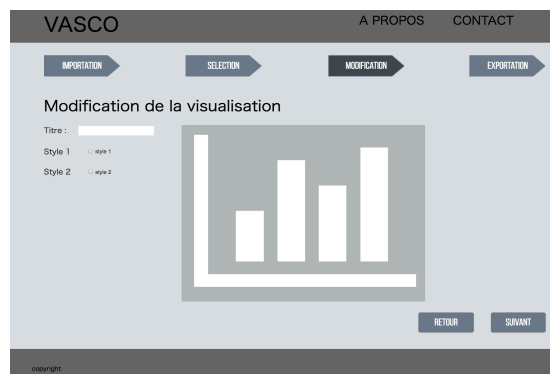 VASCO
A PROPOS CONTACT
IMPORTATION SELECTION MODIFICATION EXPORTATION
Modification de la visualisation
Titre :
Style 1 style 1
Style 2 style 2
RETOUR SUIVANT
copyright